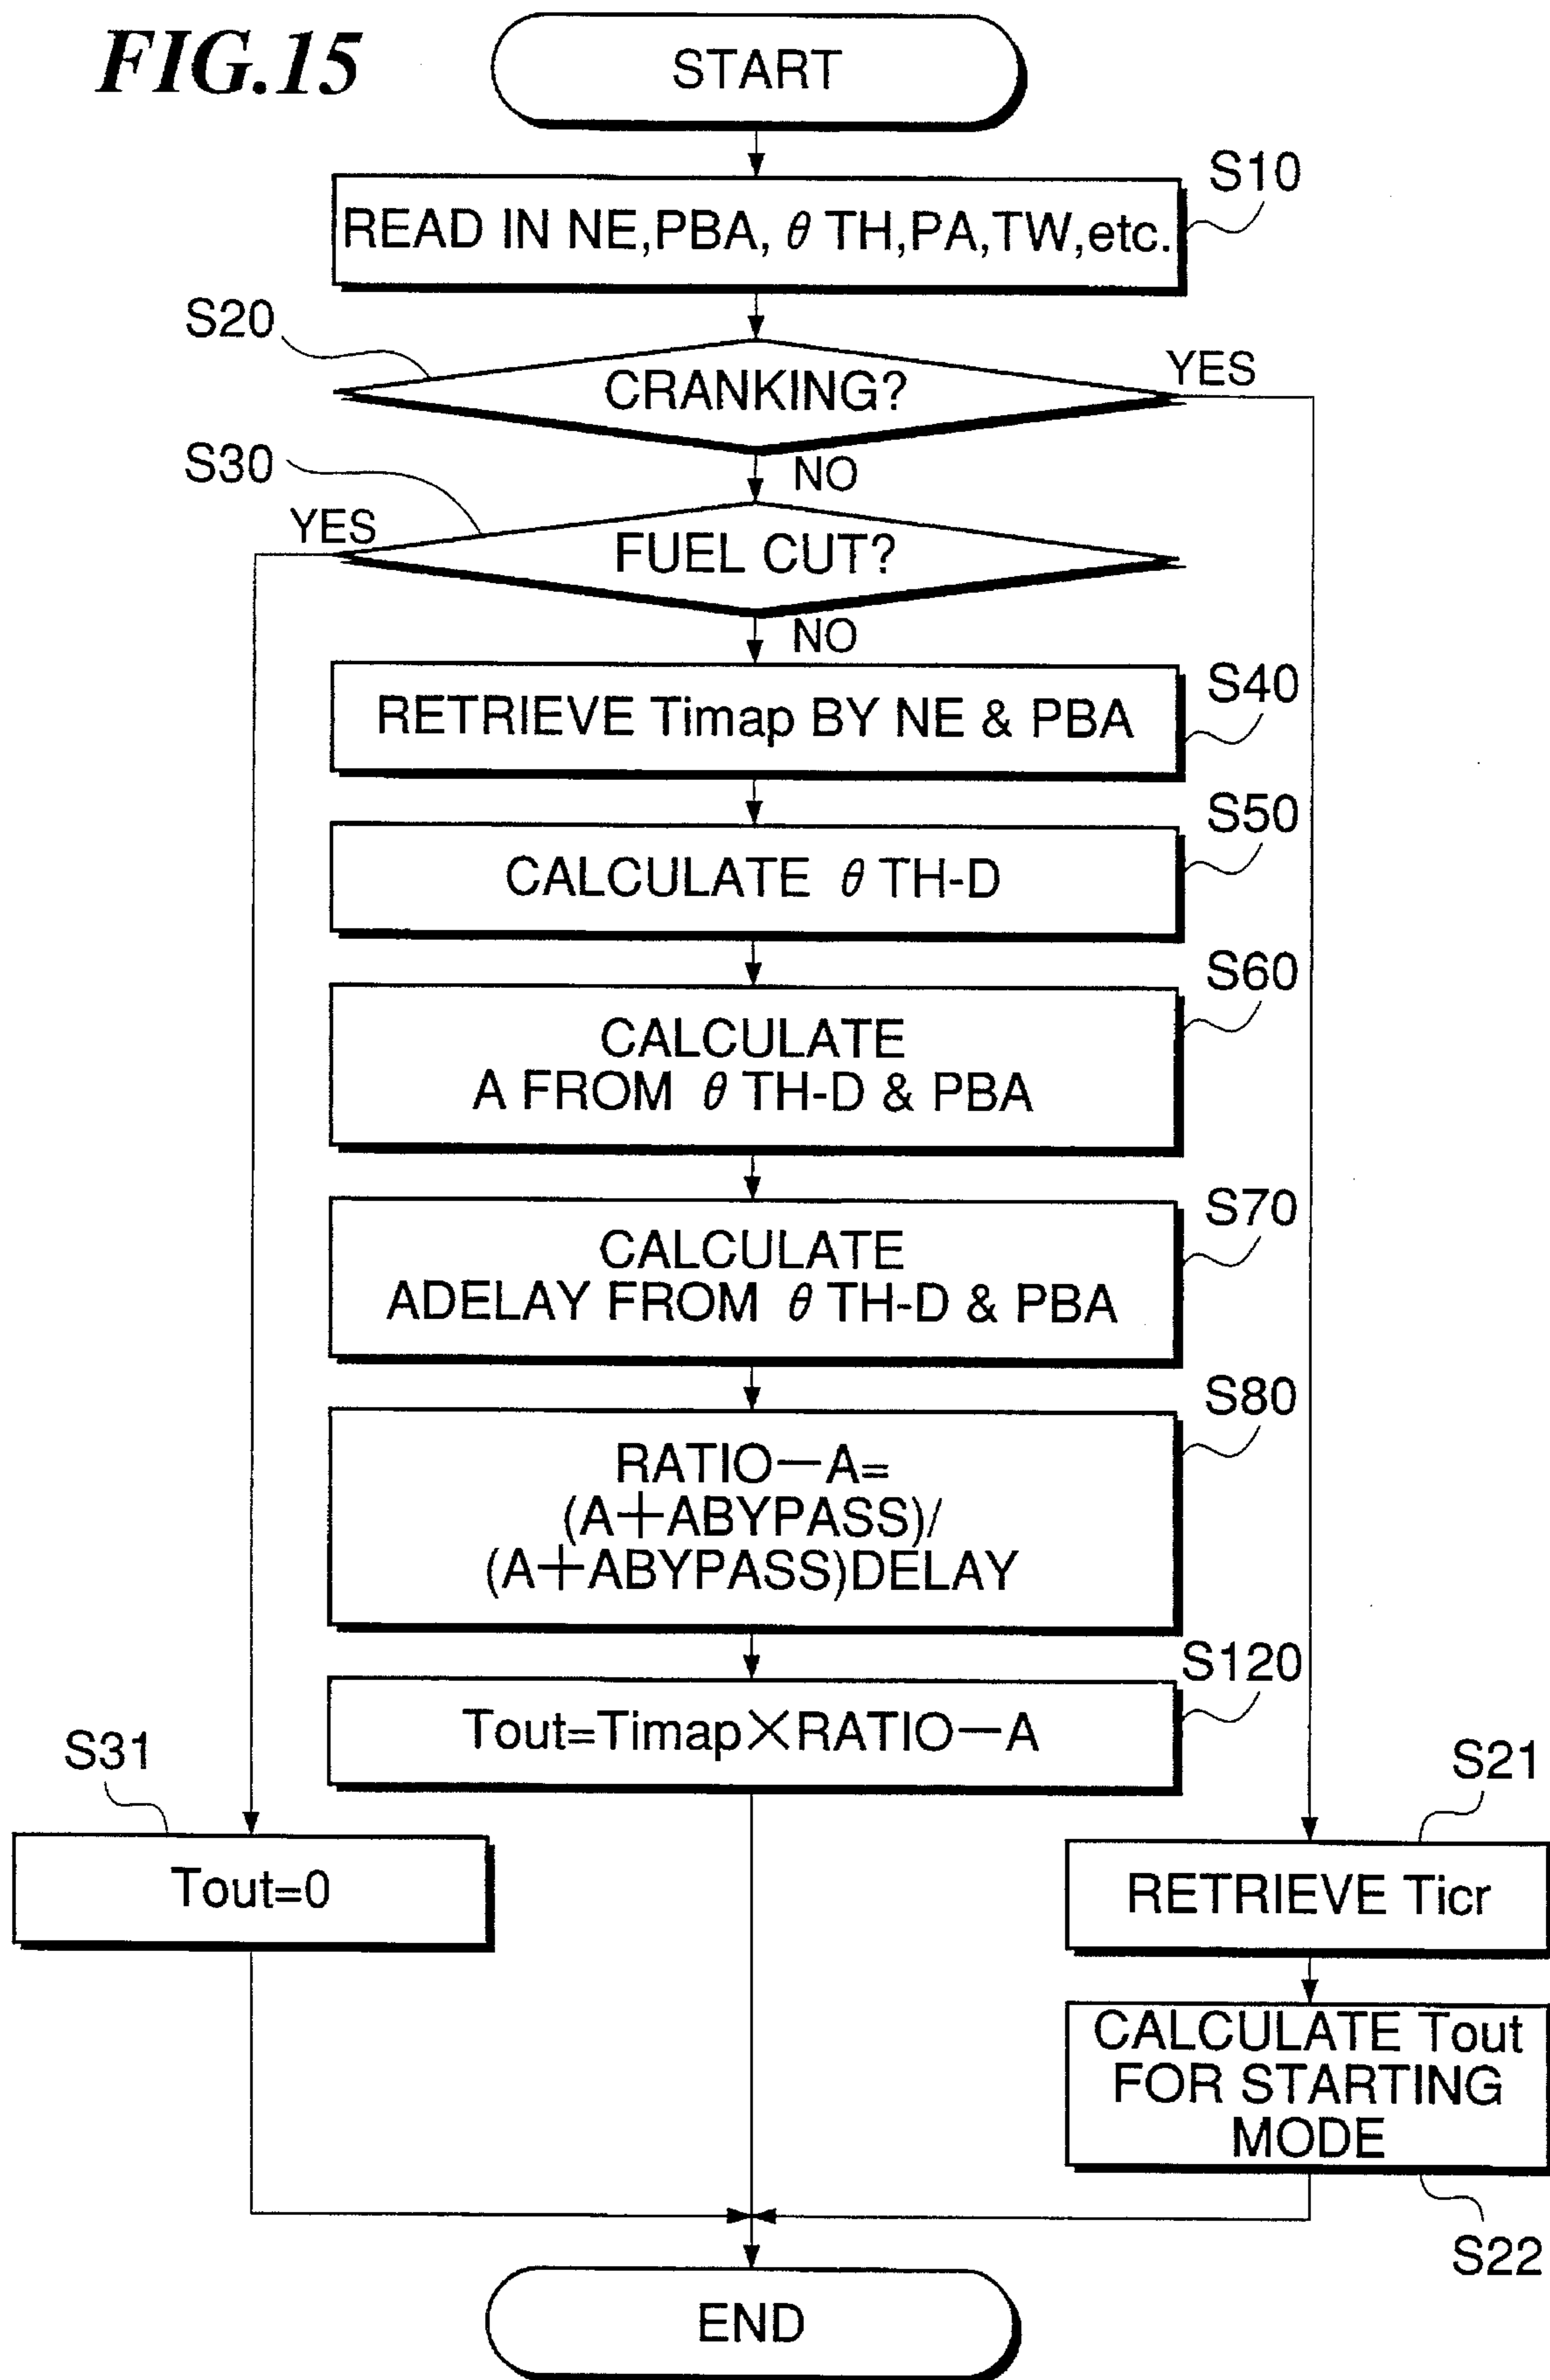 FIG.15
START
S10
READ IN NE,PBA, θ TH,PA,TW,etc.
S20
CRANKING?
YES
NO
S30
YES
FUEL CUT?
NO
S40
RETRIEVE Timap BY NE & PBA
S50
CALCULATE θ TH-D
S60
CALCULATE
A FROM θ TH-D & PBA
S70
CALCULATE
ADELAY FROM θ TH-D & PBA
S80
RATIO—A=
(A+ABYPASS)/
(A+ABYPASS)DELAY
S120
Tout=Timap×RATIO—A
S31
Tout=0
S21
RETRIEVE Ticr
CALCULATE Tout
FOR STARTING
MODE
S22
END